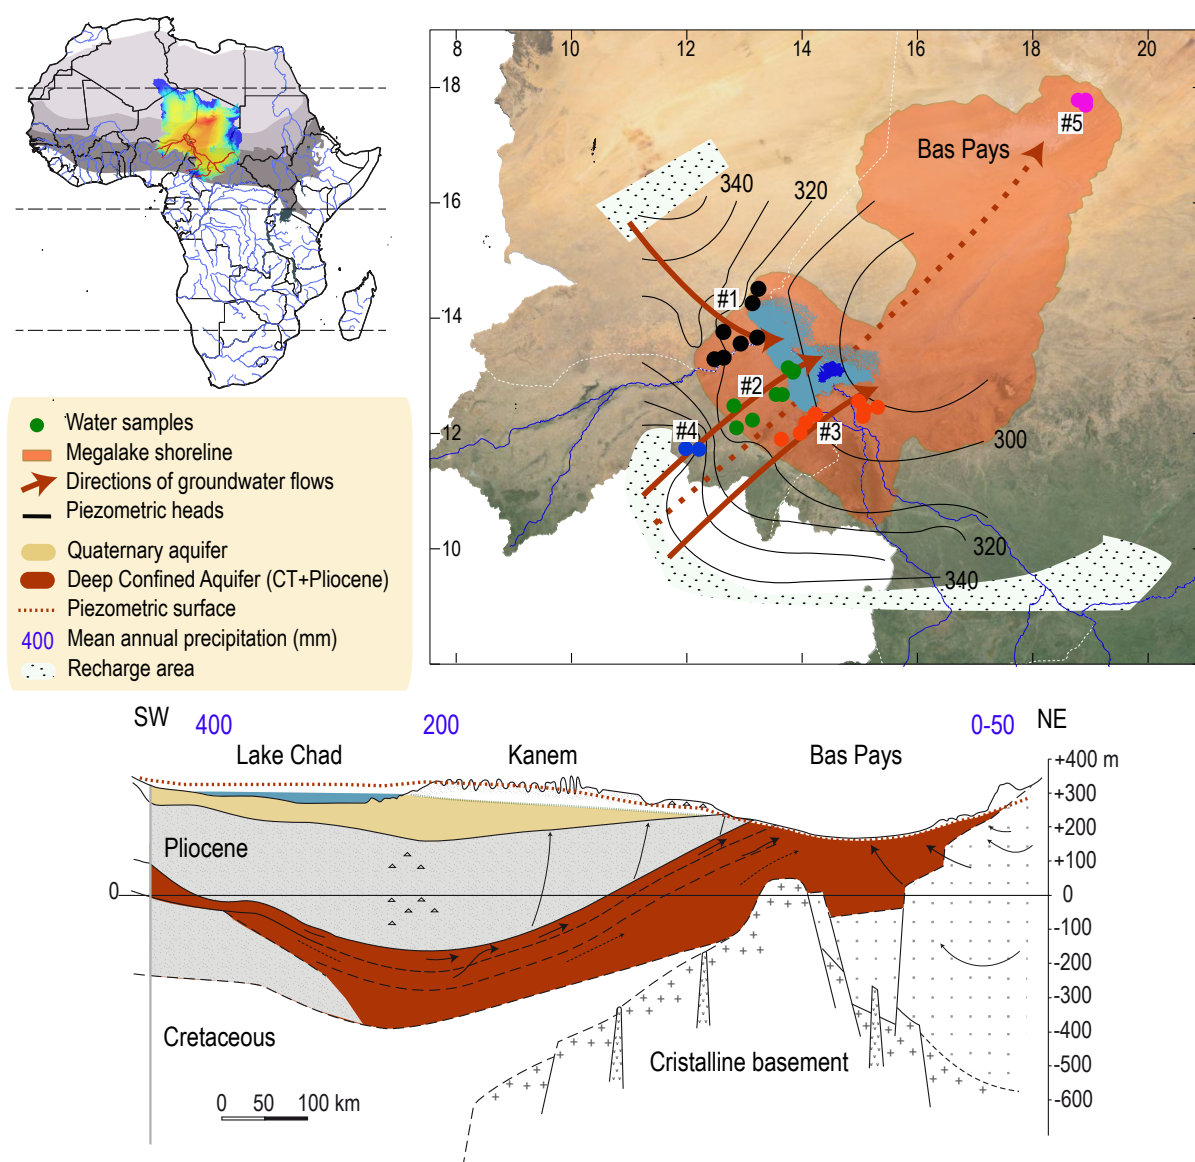 8 10 12 14 16 18 20
18
16
14
12
10
340
320
#1
#2
#3
#4
#5
Bas Pays
300
320
340
Water samples
Megalake shoreline
Directions of groundwater flows
Piezometric heads
Quaternary aquifer
Deep Confined Aquifer (CT+Pliocene)
Piezometric surface
400 Mean annual precipitation (mm)
Recharge area
SW 400 200 0-50 NE
Lake Chad Kanem Bas Pays
+400 m
+300
+200
+100
0
-100
-200
-300
-400
-500
-600
0
Pliocene
Cretaceous
Cristalline basement
0 50 100 km